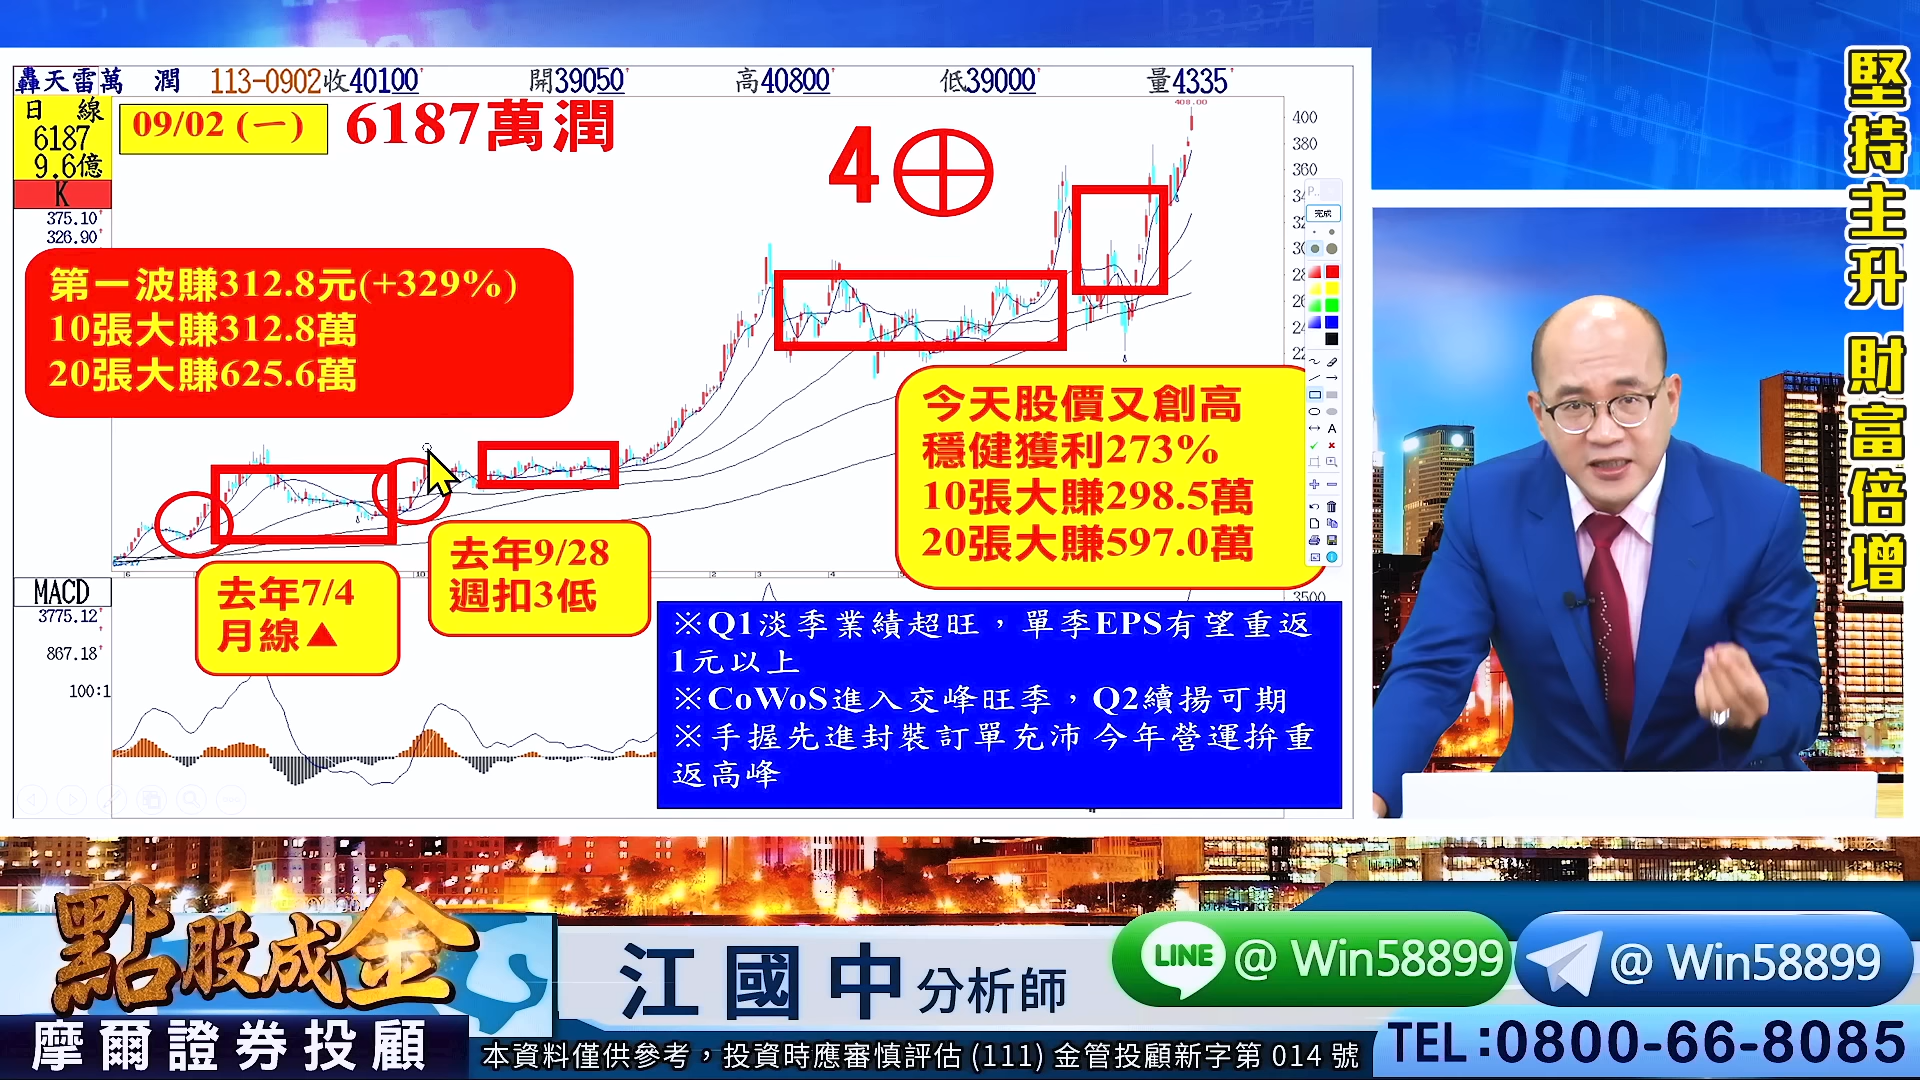 轟天雷萬 潤 113-0902收40100 開39050 高40800 低39000 量4335
日 線
6187
9.6億
K
375.10
326.90
09/02 (一)
6187萬潤
4
408.00
400
380
360
完成
第一波賺312.8元(+329%)
10張大賺312.8萬
20張大賺625.6萬
今天股價又創高
穩健獲利273%
10張大賺298.5萬
20張大賺597.0萬
去年9/28
週扣3低
去年7/4
月線▲
MACD
3775.12
867.18
100:1
3500
※Q1淡季業績超旺，單季EPS有望重返
1元以上
※CoWoS進入交峰旺季，Q2續揚可期
※手握先進封裝訂單充沛 今年營運拚重
返高峰
堅持主升 財富倍增
點股成金
摩爾證券投顧
江國中分析師
LINE @ Win58899
@ Win58899
TEL:0800-66-8085
本資料僅供參考，投資時應審慎評估 (111) 金管投顧新字第 014 號